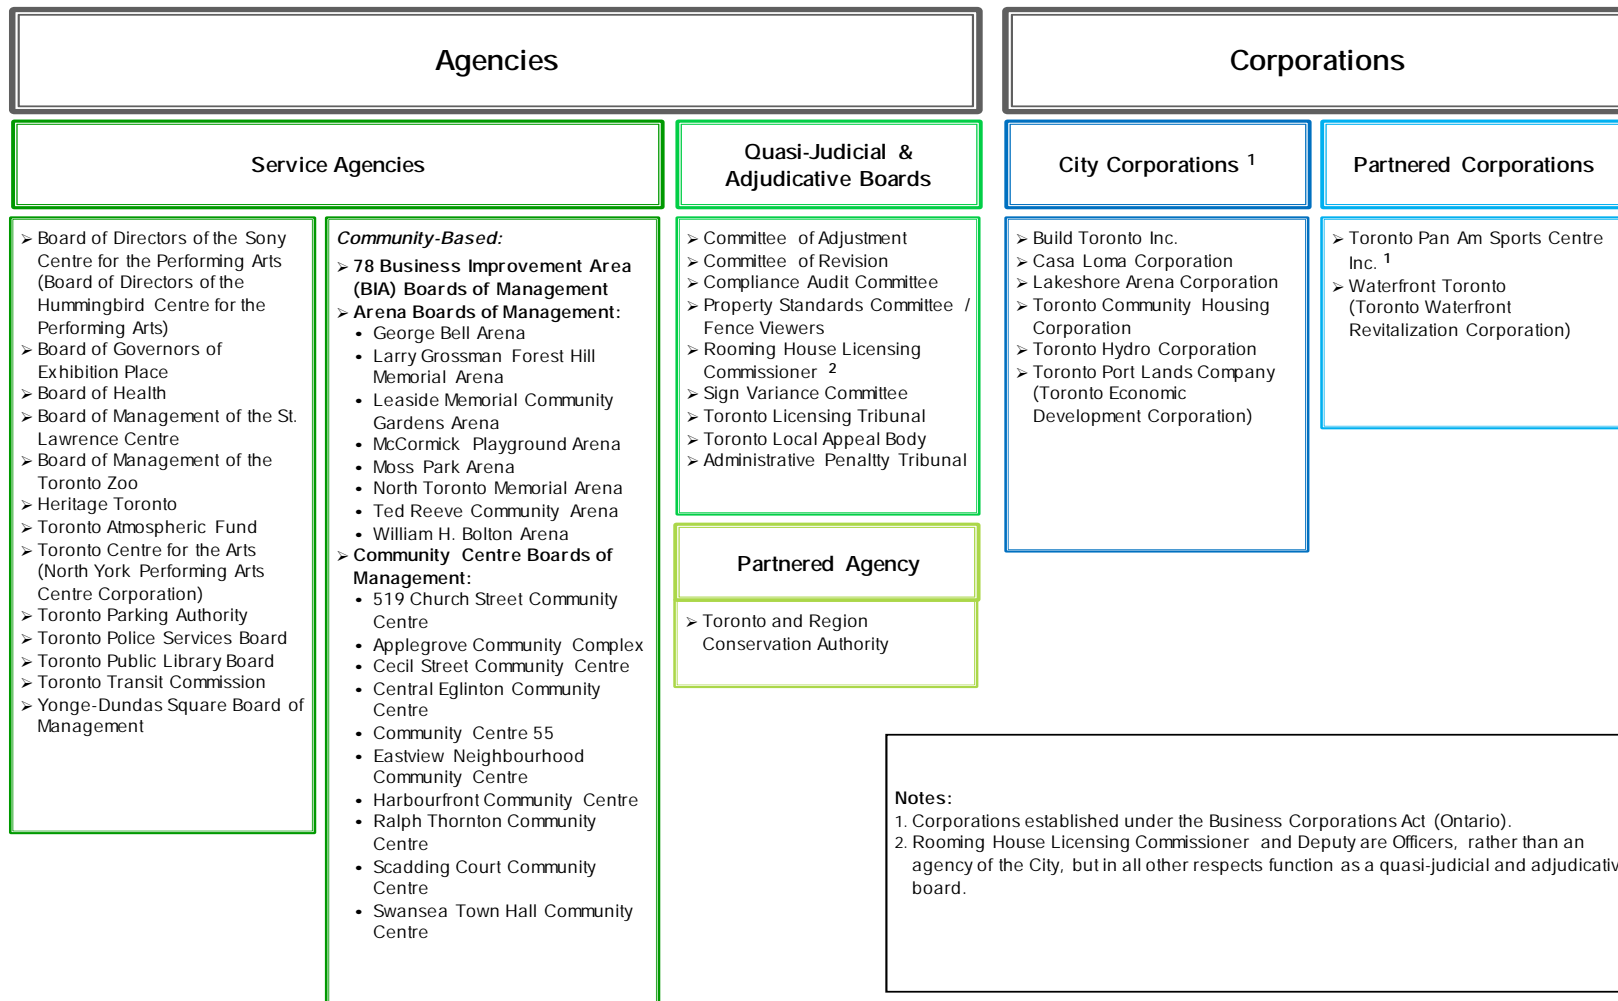 Agencies
Corporations
Service Agencies
Quasi-Judicial &
Adjudicative Boards
City Corporations 1
Partnered Corporations
➢ Board of Directors of the Sony
Centre for the Performing Arts
(Board of Directors of the
Hummingbird Centre for the
Performing Arts)
➢ Board of Governors of
Exhibition Place
➢ Board of Health
➢ Board of Management of the St.
Lawrence Centre
➢ Board of Management of the
Toronto Zoo
➢ Heritage Toronto
➢ Toronto Atmospheric Fund
➢ Toronto Centre for the Arts
(North York Performing Arts
Centre Corporation)
➢ Toronto Parking Authority
➢ Toronto Police Services Board
➢ Toronto Public Library Board
➢ Toronto Transit Commission
➢ Yonge-Dundas Square Board of
Management
Community-Based:
➢ 78 Business Improvement Area
(BIA) Boards of Management
➢ Arena Boards of Management:
• George Bell Arena
• Larry Grossman Forest Hill
Memorial Arena
• Leaside Memorial Community
Gardens Arena
• McCormick Playground Arena
• Moss Park Arena
• North Toronto Memorial Arena
• Ted Reeve Community Arena
• William H. Bolton Arena
➢ Community Centre Boards of
Management:
• 519 Church Street Community
Centre
• Applegrove Community Complex
• Cecil Street Community Centre
• Central Eglinton Community
Centre
• Community Centre 55
• Eastview Neighbourhood
Community Centre
• Harbourfront Community Centre
• Ralph Thornton Community
Centre
• Scadding Court Community
Centre
• Swansea Town Hall Community
Centre
➢ Committee of Adjustment
➢ Committee of Revision
➢ Compliance Audit Committee
➢ Property Standards Committee /
Fence Viewers
➢ Rooming House Licensing
Commissioner 2
➢ Sign Variance Committee
➢ Toronto Licensing Tribunal
➢ Toronto Local Appeal Body
➢ Administrative Penaltty Tribunal
Partnered Agency
➢ Toronto and Region
Conservation Authority
➢ Build Toronto Inc.
➢ Casa Loma Corporation
➢ Lakeshore Arena Corporation
➢ Toronto Community Housing
Corporation
➢ Toronto Hydro Corporation
➢ Toronto Port Lands Company
(Toronto Economic
Development Corporation)
➢ Toronto Pan Am Sports Centre
Inc. 1
➢ Waterfront Toronto
(Toronto Waterfront
Revitalization Corporation)
Notes:
1. Corporations established under the Business Corporations Act (Ontario).
2. Rooming House Licensing Commissioner and Deputy are Officers, rather than an
agency of the City, but in all other respects function as a quasi-judicial and adjudicativ
board.